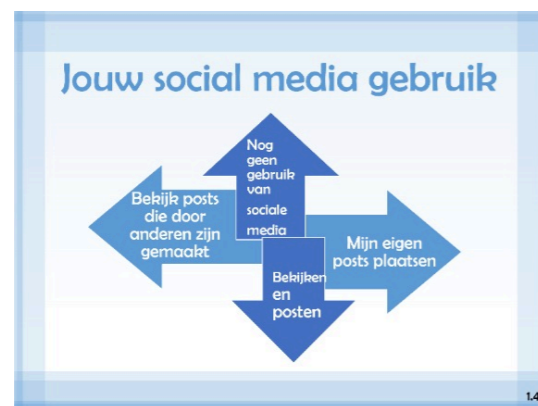 Jouw social media gebruik
Nog
geen
gebruik
van
sociale
media
Bekijk posts
die door
anderen zijn
gemaakt
Mijn eigen
posts plaatsen
Bekijken
en
posten
1.4